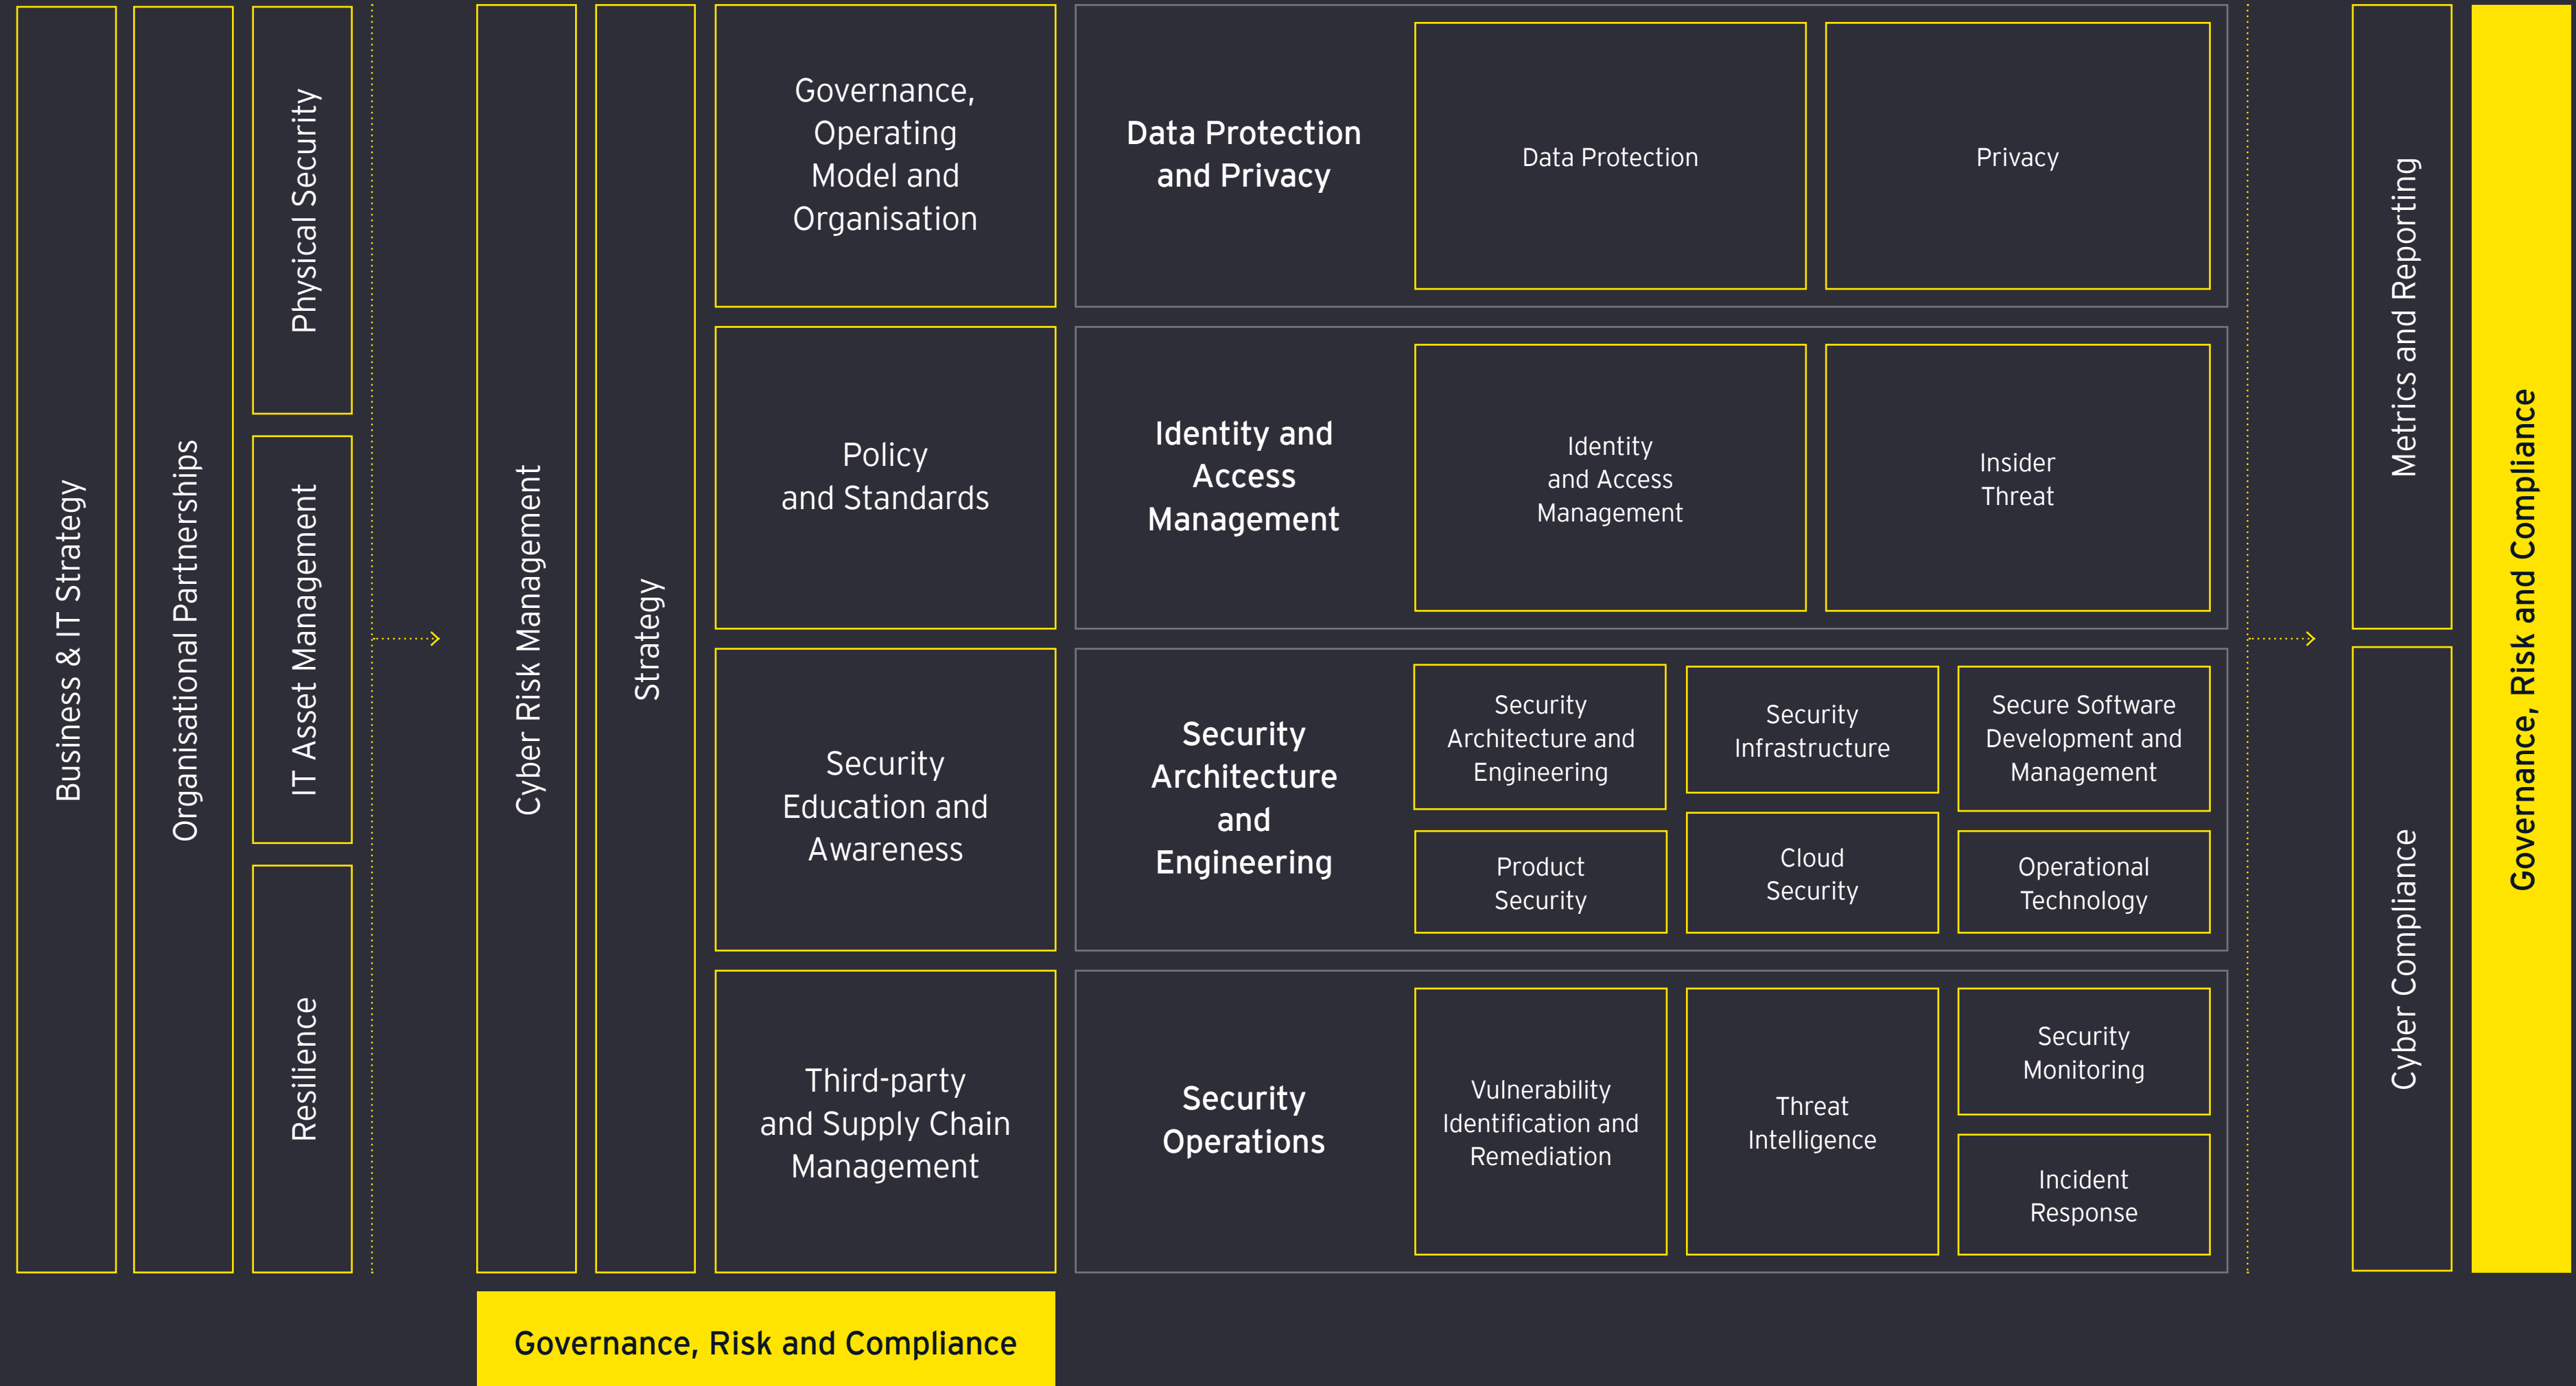 Business & IT Strategy
Organisational Partnerships
Physical Security
IT Asset Management
Resilience
Cyber Risk Management
Strategy
Governance,
Operating
Model and
Organisation
Policy
and Standards
Security
Education and
Awareness
Third-party
and Supply Chain
Management
Governance, Risk and Compliance
Data Protection
and Privacy
Data Protection
Privacy
Identity and
Access
Management
Identity
and Access
Management
Insider
Threat
Security
Architecture
and
Engineering
Security
Architecture and
Engineering
Security
Infrastructure
Secure Software
Development and
Management
Product
Security
Cloud
Security
Operational
Technology
Security
Operations
Vulnerability
Identification and
Remediation
Threat
Intelligence
Security
Monitoring
Incident
Response
Metrics and Reporting
Cyber Compliance
Governance, Risk and Compliance